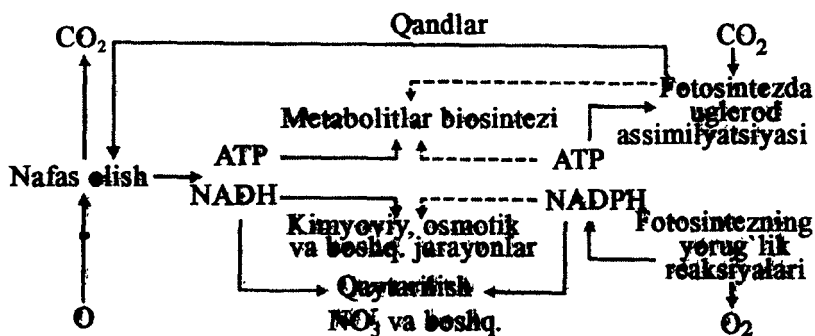 Qandlar
CO₂
CO₂
Fotosintezda
uglerod
assimilyatsiyasi
Metabolitlar biosintezi
ATP
ATP
Nafas olish
NADH
NADPH
Kimyoviy, osmotik
va boshq. jarayonlar
Fotosintezning
yorug`lik
reaksiyalari
Qaytarilish
NO₃ va boshq.
O
O₂